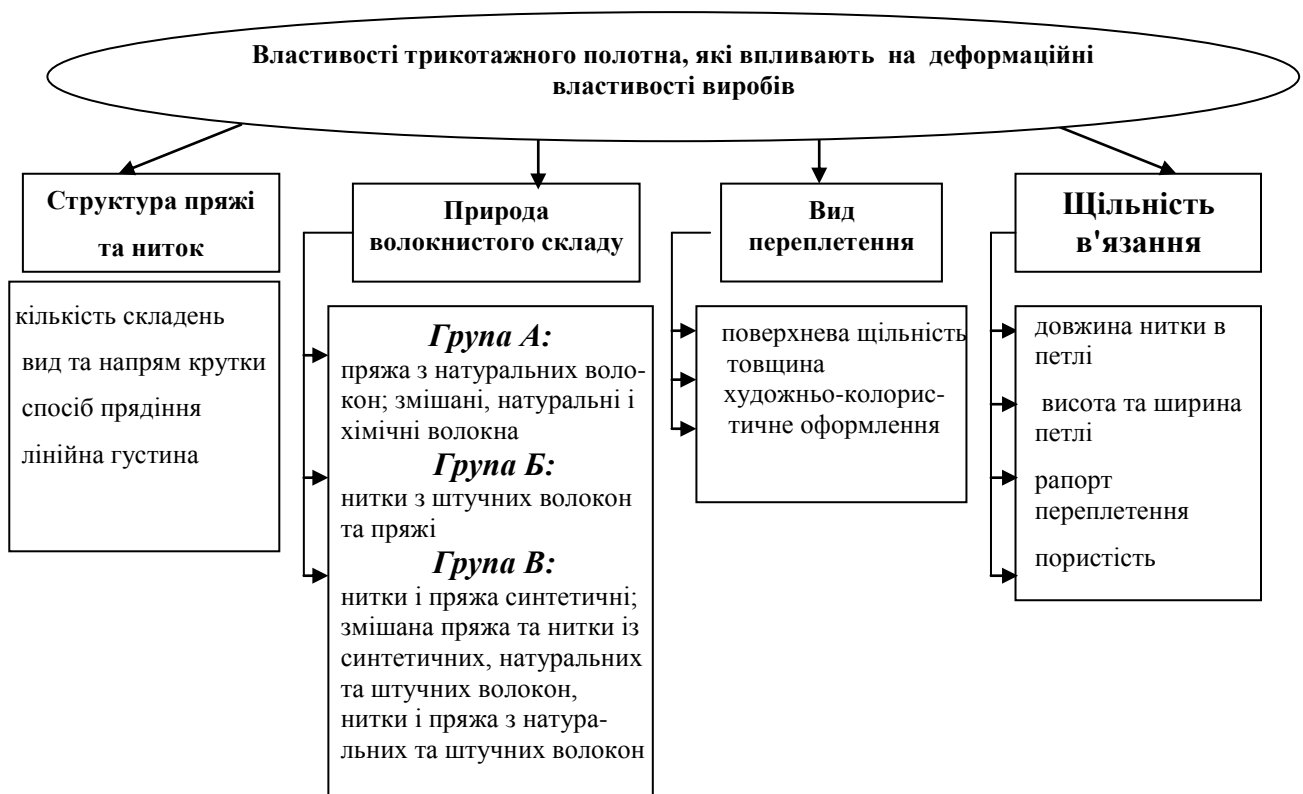 Властивості трикотажного полотна, які впливають на деформаційні
властивості виробів
Структура пряжі
та ниток
кількість складень
вид та напрям крутки
спосіб прядіння
лінійна густина
Природа
волокнистого складу
Група А:
пряжа з натуральних воло-
кон; змішані, натуральні і
хімічні волокна
Група Б:
нитки з штучних волокон
та пряжі
Група В:
нитки і пряжа синтетичні;
змішана пряжа та нитки із
синтетичних, натуральних
та штучних волокон,
нитки і пряжа з натура-
льних та штучних волокон
Вид
переплетення
поверхнева щільність
товщина
художньо-колорис-
тичне оформлення
Щільність
в'язання
довжина нитки в
петлі
висота та ширина
петлі
рапорт
переплетення
пористість